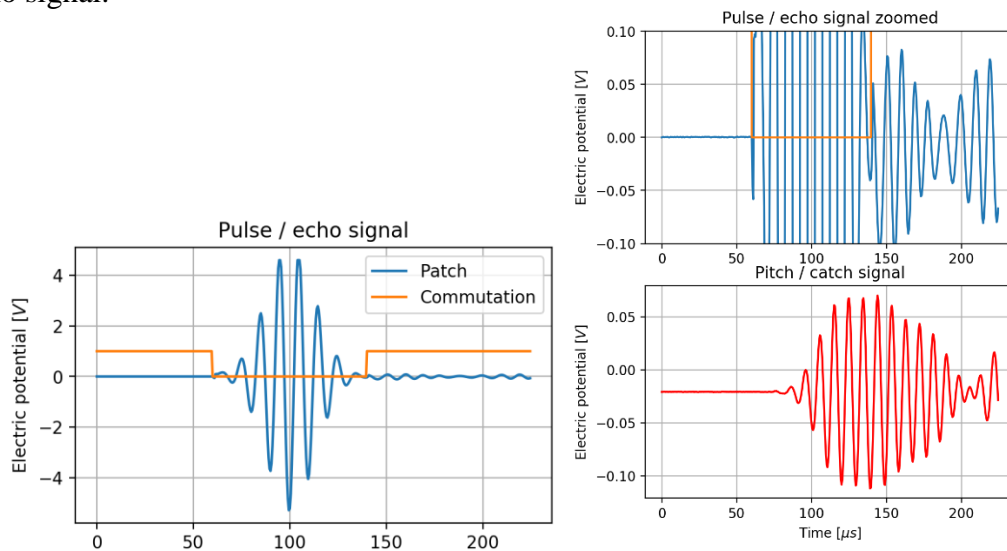 no signal.
Pulse / echo signal
Electric potential [V]
4
2
0
−2
−4
Patch
Commutation
0
50
100
150
200
Pulse / echo signal zoomed
Electric potential [V]
0.10
0.05
0.00
−0.05
−0.10
0
50
100
150
200
Pitch / catch signal
Electric potential [V]
0.05
0.00
−0.05
−0.10
0
50
100
150
200
Time [μs]